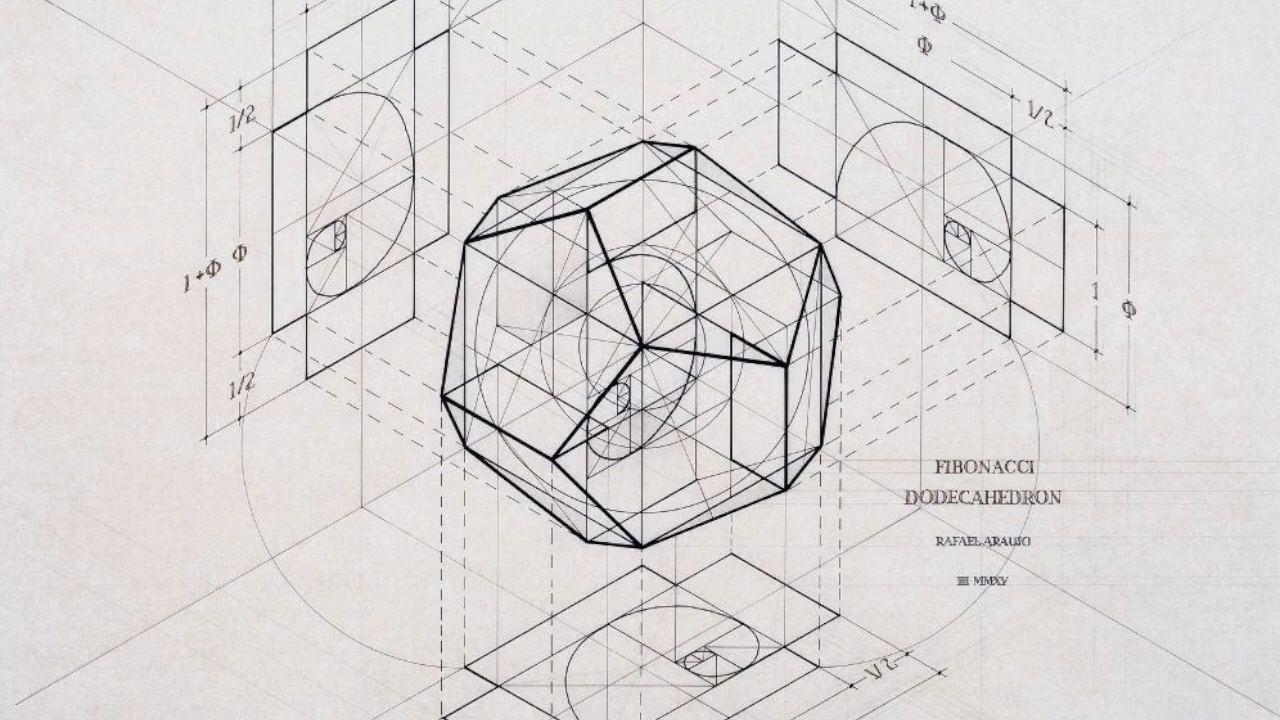 1+Φ
Φ
1/2
1/2
1+Φ Φ
1
Φ
1/2
FIBONACCI
DODECAHEDRON
RAFAEL ARAUJO
III MMXV
1/2